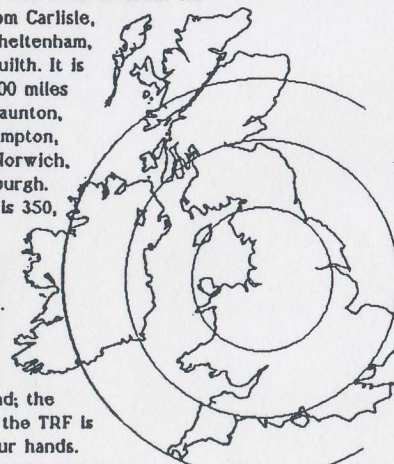 om Carlisle,
heltenham,
uilth. It is
00 miles
aunton,
mpton,
Norwich,
burgh.
is 350,
nd; the
the TRF is
ur hands.